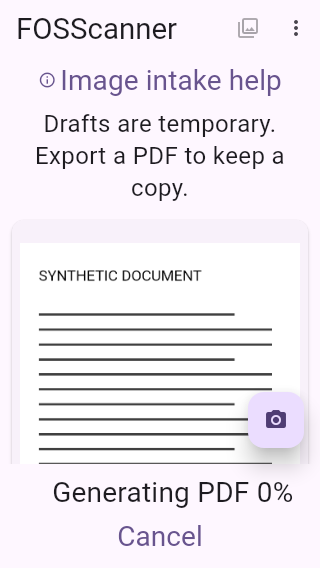 FOSScanner
Image intake help
Drafts are temporary.
Export a PDF to keep a
copy.
SYNTHETIC DOCUMENT
Generating PDF 0%
Cancel